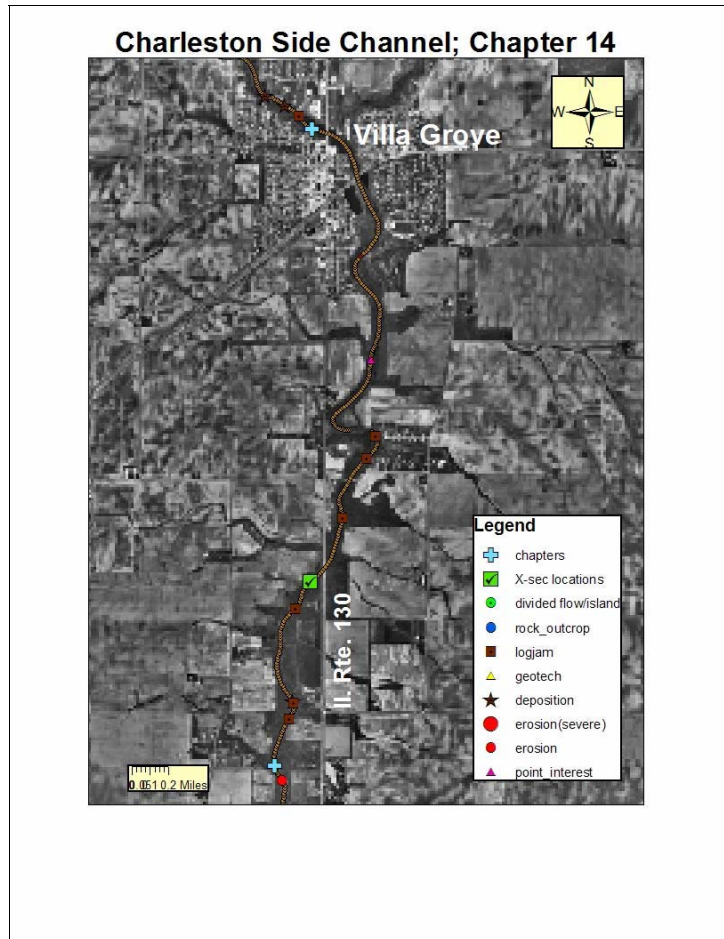 Charleston Side Channel; Chapter 14
N
W E
S
Villa Grove
Il. Rte. 130
Legend
chapters
X-sec locations
divided flow/island
rock_outcrop
logjam
geotech
deposition
erosion(severe)
erosion
point_interest
0.2 Miles